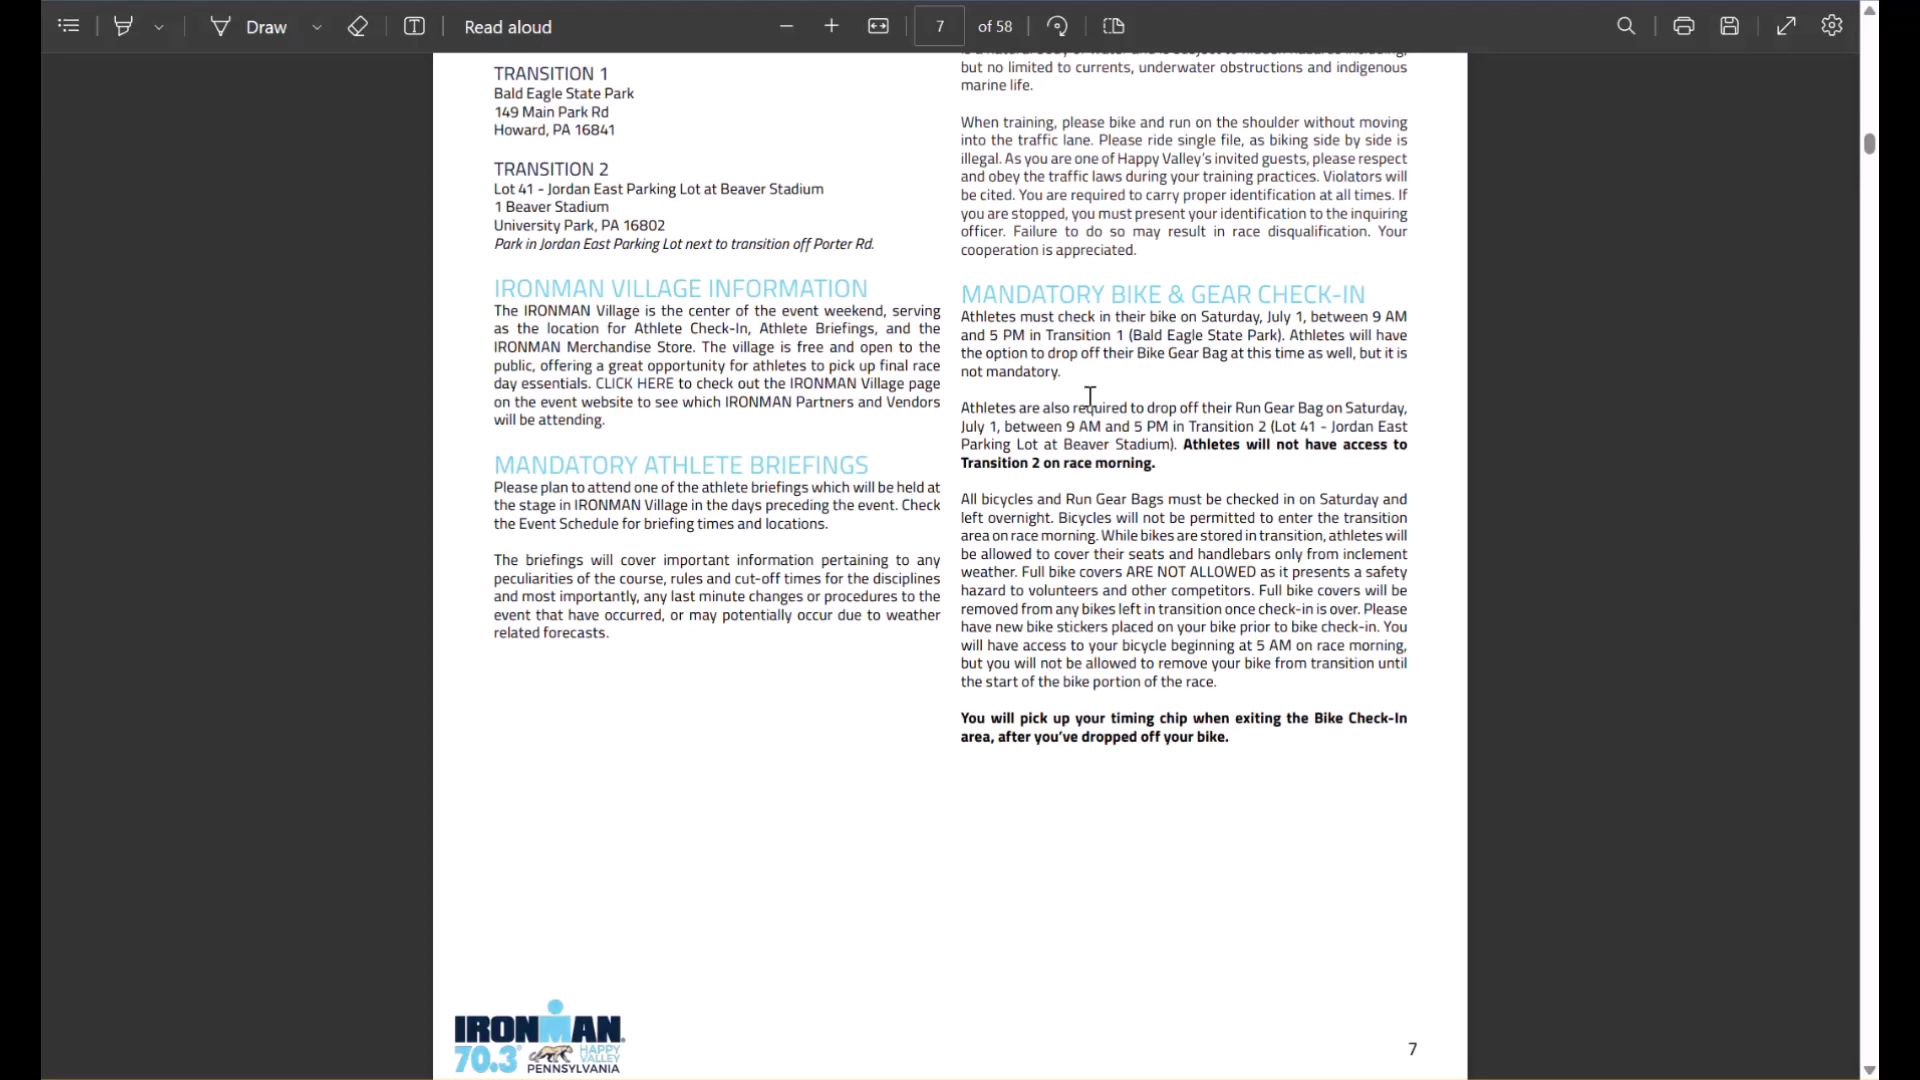 Draw
Read aloud
7
of 58
TRANSITION 1
Bald Eagle State Park
149 Main Park Rd
Howard, PA 16841
TRANSITION 2
Lot 41 - Jordan East Parking Lot at Beaver Stadium
1 Beaver Stadium
University Park, PA 16802
Park in Jordan East Parking Lot next to transition off Porter Rd.
IRONMAN VILLAGE INFORMATION
The IRONMAN Village is the center of the event weekend, serving
as the location for Athlete Check-In, Athlete Briefings, and the
IRONMAN Merchandise Store. The village is free and open to the
public, offering a great opportunity for athletes to pick up final race
day essentials. CLICK HERE to check out the IRONMAN Village page
on the event website to see which IRONMAN Partners and Vendors
will be attending.
MANDATORY ATHLETE BRIEFINGS
Please plan to attend one of the athlete briefings which will be held at
the stage in IRONMAN Village in the days preceding the event. Check
the Event Schedule for briefing times and locations.
The briefings will cover important information pertaining to any
peculiarities of the course, rules and cut-off times for the disciplines
and most importantly, any last minute changes or procedures to the
event that have occurred, or may potentially occur due to weather
related forecasts.
but no limited to currents, underwater obstructions and indigenous
marine life.
When training, please bike and run on the shoulder without moving
into the traffic lane. Please ride single file, as biking side by side is
illegal. As you are one of Happy Valley's invited guests, please respect
and obey the traffic laws during your training practices. Violators will
be cited. You are required to carry proper identification at all times. If
you are stopped, you must present your identification to the inquiring
officer. Failure to do so may result in race disqualification. Your
cooperation is appreciated.
MANDATORY BIKE & GEAR CHECK-IN
Athletes must check in their bike on Saturday, July 1, between 9 AM
and 5 PM in Transition 1 (Bald Eagle State Park). Athletes will have
the option to drop off their Bike Gear Bag at this time as well, but it is
not mandatory.
Athletes are also required to drop off their Run Gear Bag on Saturday,
July 1, between 9 AM and 5 PM in Transition 2 (Lot 41 - Jordan East
Parking Lot at Beaver Stadium). Athletes will not have access to
Transition 2 on race morning.
All bicycles and Run Gear Bags must be checked in on Saturday and
left overnight. Bicycles will not be permitted to enter the transition
area on race morning. While bikes are stored in transition, athletes will
be allowed to cover their seats and handlebars only from inclement
weather. Full bike covers ARE NOT ALLOWED as it presents a safety
hazard to volunteers and other competitors. Full bike covers will be
removed from any bikes left in transition once check-in is over. Please
have new bike stickers placed on your bike prior to bike check-in. You
will have access to your bicycle beginning at 5 AM on race morning,
but you will not be allowed to remove your bike from transition until
the start of the bike portion of the race.
You will pick up your timing chip when exiting the Bike Check-In
area, after you've dropped off your bike.
IRONMAN
70.3
HAPPY
VALLEY
PENNSYLVANIA
7